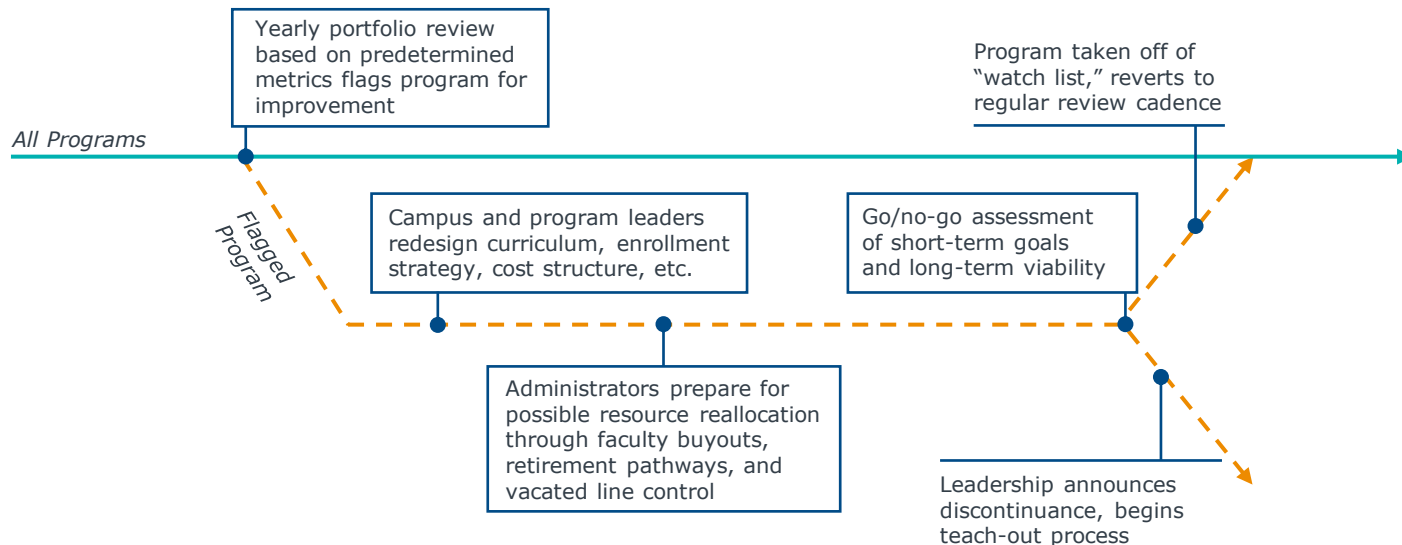 Yearly portfolio review
based on predetermined
metrics flags program for
improvement
Program taken off of
“watch list,” reverts to
regular review cadence
All Programs
Flagged
Program
Campus and program leaders
redesign curriculum, enrollment
strategy, cost structure, etc.
Go/no-go assessment
of short-term goals
and long-term viability
Administrators prepare for
possible resource reallocation
through faculty buyouts,
retirement pathways, and
vacated line control
Leadership announces
discontinuance, begins
teach-out process